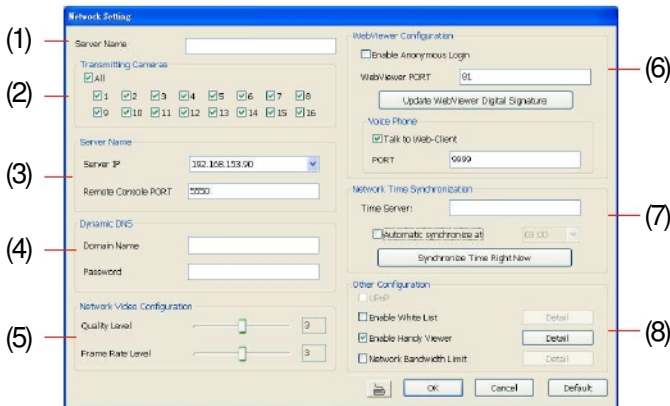 Network Setting
(1)
Server Name
(2)
Transmitting Cameras
All
1 2 3 4 5 6 7 8
9 10 11 12 13 14 15 16
(3)
Server Name
Server IP 192.168.153.90
Remote Console PORT 5550
(4)
Dynamic DNS
Domain Name
Password
(5)
Network Video Configuration
Quality Level 3
Frame Rate Level 3
WebViewer Configuration
(6)
Enable Anonymous Login
WebViewer PORT 81
Update WebViewer Digital Signature
Voice Phone
Talk to Web-Client
PORT 9999
Network Time Synchronization
(7)
Time Server:
Automatic synchronize at 03:00
Synchronize Time Right Now
Other Configuration
(8)
UPnP
Enable White List Detail
Enable Handy Viewer Detail
Network Bandwidth Limit Detail
OK Cancel Default